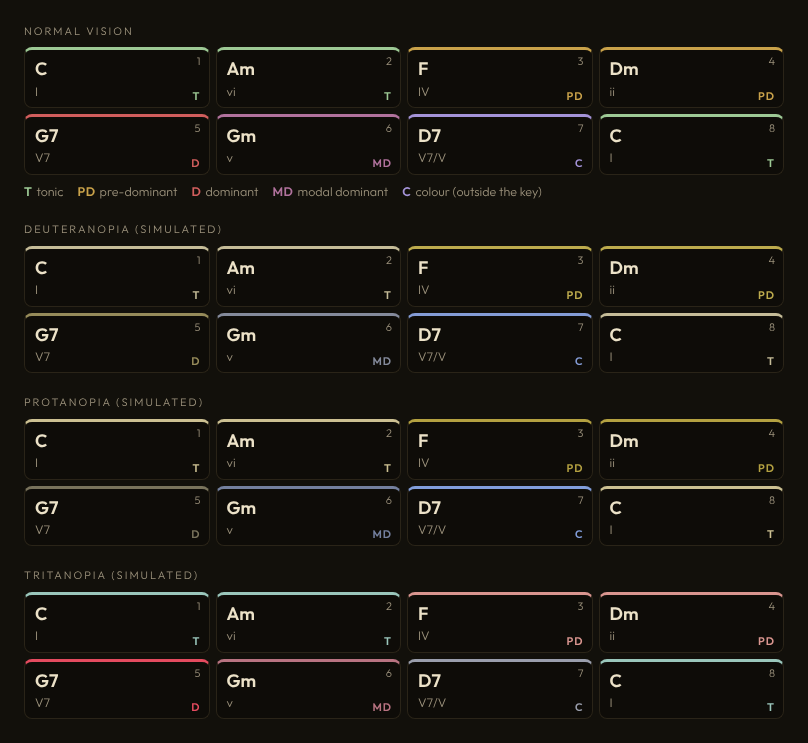 NORMAL VISION
C 1 Am 2 F 3 Dm 4
I T vi T IV PD ii PD
G7 5 Gm 6 D7 7 C 8
V7 D v MD V7/V C I T
T tonic PD pre-dominant D dominant MD modal dominant C colour (outside the key)
DEUTERANOPIA (SIMULATED)
C 1 Am 2 F 3 Dm 4
I T vi T IV PD ii PD
G7 5 Gm 6 D7 7 C 8
V7 D v MD V7/V C I T
PROTANOPIA (SIMULATED)
C 1 Am 2 F 3 Dm 4
I T vi T IV PD ii PD
G7 5 Gm 6 D7 7 C 8
V7 D v MD V7/V C I T
TRITANOPIA (SIMULATED)
C 1 Am 2 F 3 Dm 4
I T vi T IV PD ii PD
G7 5 Gm 6 D7 7 C 8
V7 D v MD V7/V C I T